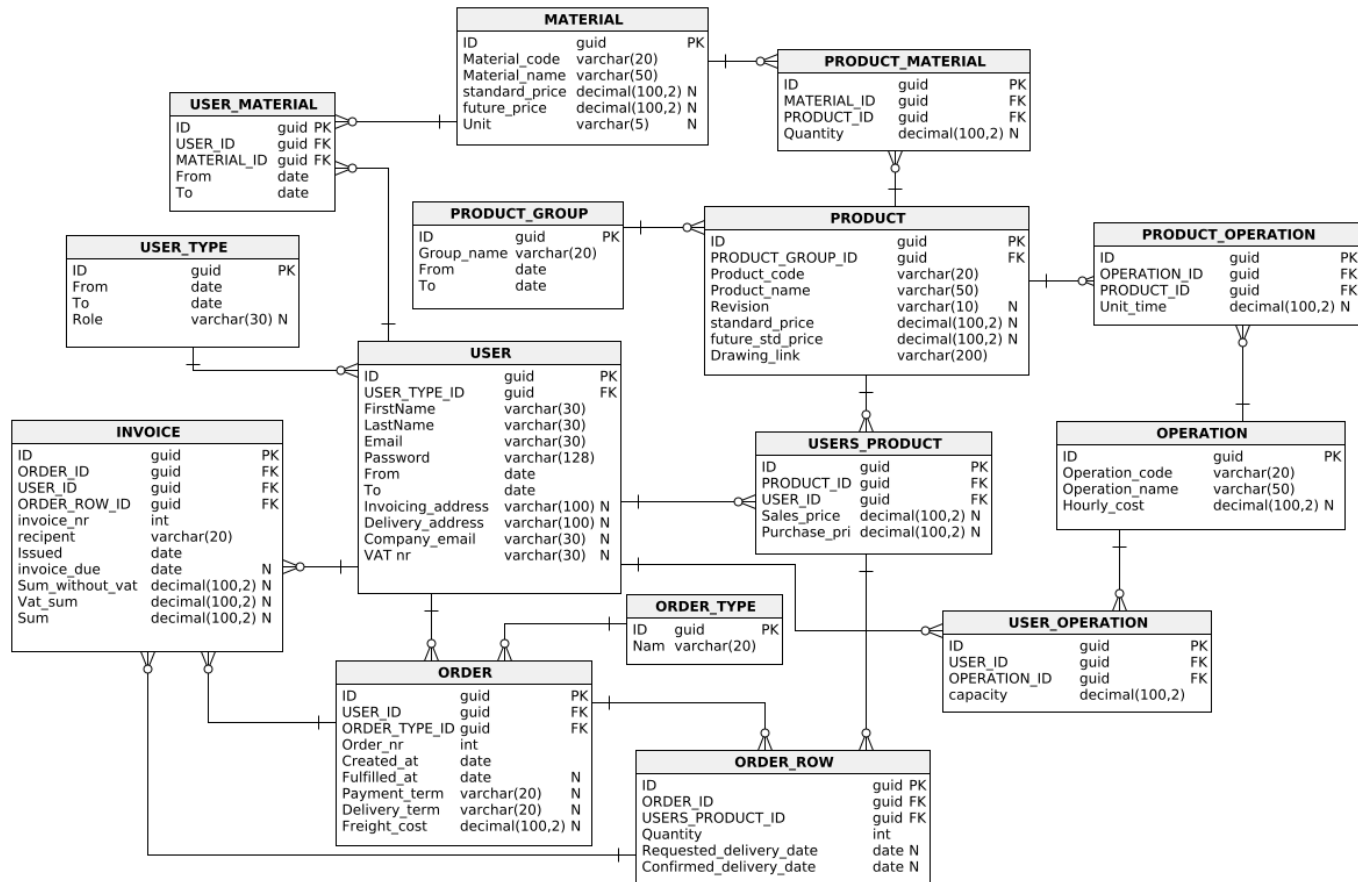 MATERIAL
ID guid PK
Material_code varchar(20)
Material_name varchar(50)
standard_price decimal(100,2) N
future_price decimal(100,2) N
Unit varchar(5) N
PRODUCT_MATERIAL
ID guid PK
MATERIAL_ID guid FK
PRODUCT_ID guid FK
Quantity decimal(100,2) N
USER_MATERIAL
ID guid PK
USER_ID guid FK
MATERIAL_ID guid FK
From date
To date
PRODUCT_GROUP
ID guid PK
Group_name varchar(20)
From date
To date
PRODUCT
ID guid PK
PRODUCT_GROUP_ID guid FK
Product_code varchar(20)
Product_name varchar(50)
Revision varchar(10) N
standard_price decimal(100,2) N
future_std_price decimal(100,2) N
Drawing_link varchar(200)
PRODUCT_OPERATION
ID guid PK
OPERATION_ID guid FK
PRODUCT_ID guid FK
Unit_time decimal(100,2) N
USER_TYPE
ID guid PK
From date
To date
Role varchar(30) N
USER
ID guid PK
USER_TYPE_ID guid FK
FirstName varchar(30)
LastName varchar(30)
Email varchar(30)
Password varchar(128)
From date
To date
Invoicing_address varchar(100) N
Delivery_address varchar(100) N
Company_email varchar(30) N
VAT nr varchar(30) N
INVOICE
ID guid PK
ORDER_ID guid FK
USER_ID guid FK
ORDER_ROW_ID guid FK
invoice_nr int
recipent varchar(20)
Issued date
invoice_due date N
Sum_without_vat decimal(100,2) N
Vat_sum decimal(100,2) N
Sum decimal(100,2) N
USERS_PRODUCT
ID guid PK
PRODUCT_ID guid FK
USER_ID guid FK
Sales_price decimal(100,2) N
Purchase_pri decimal(100,2) N
OPERATION
ID guid PK
Operation_code varchar(20)
Operation_name varchar(50)
Hourly_cost decimal(100,2) N
ORDER_TYPE
ID guid PK
Nam varchar(20)
USER_OPERATION
ID guid PK
USER_ID guid FK
OPERATION_ID guid FK
capacity decimal(100,2)
ORDER
ID guid PK
USER_ID guid FK
ORDER_TYPE_ID guid FK
Order_nr int
Created_at date
Fulfilled_at date N
Payment_term varchar(20) N
Delivery_term varchar(20) N
Freight_cost decimal(100,2) N
ORDER_ROW
ID guid PK
ORDER_ID guid FK
USERS_PRODUCT_ID guid FK
Quantity int
Requested_delivery_date date N
Confirmed_delivery_date date N